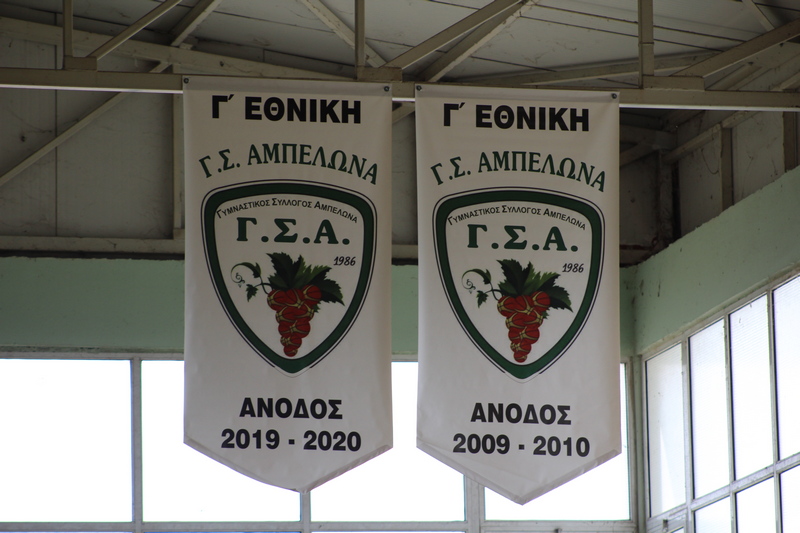 Γ΄ ΕΘΝΙΚΗ
Γ.Σ. ΑΜΠΕΛΩΝΑ
ΓΥΜΝΑΣΤΙΚΟΣ ΣΥΛΛΟΓΟΣ ΑΜΠΕΛΩΝΑ
Γ.Σ.Α.
1986
ΑΝΟΔΟΣ
2019 - 2020
Γ΄ ΕΘΝΙΚΗ
Γ.Σ. ΑΜΠΕΛΩΝΑ
ΓΥΜΝΑΣΤΙΚΟΣ ΣΥΛΛΟΓΟΣ ΑΜΠΕΛΩΝΑ
Γ.Σ.Α.
1986
ΑΝΟΔΟΣ
2009 - 2010